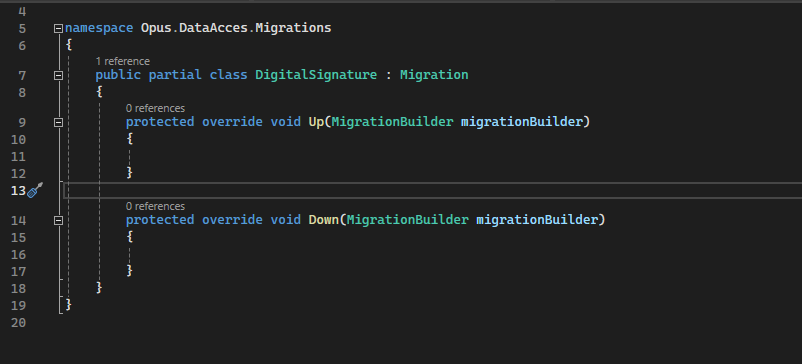 4
5 namespace Opus.DataAcces.Migrations
6 {
1 reference
7 public partial class DigitalSignature : Migration
8 {
0 references
9 protected override void Up(MigrationBuilder migrationBuilder)
10 {
11
12 }
13
0 references
14 protected override void Down(MigrationBuilder migrationBuilder)
15 {
16
17 }
18 }
19 }
20